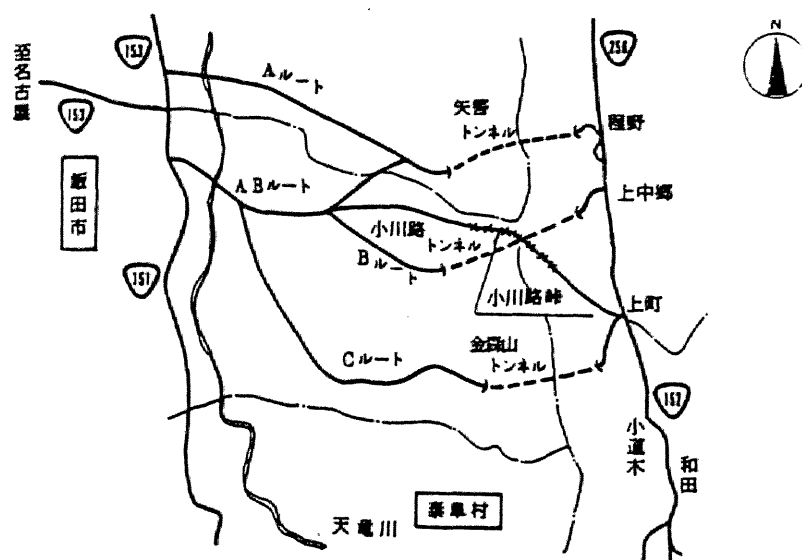 N
153
256
至名古屋
Aルート
矢筈
トンネル
程野
153
飯田市
ABルート
上中郷
小川路
トンネル
Bルート
151
小川路峠
上町
Cルート
トンネル
152
小道木
和田
天竜川
泰阜村